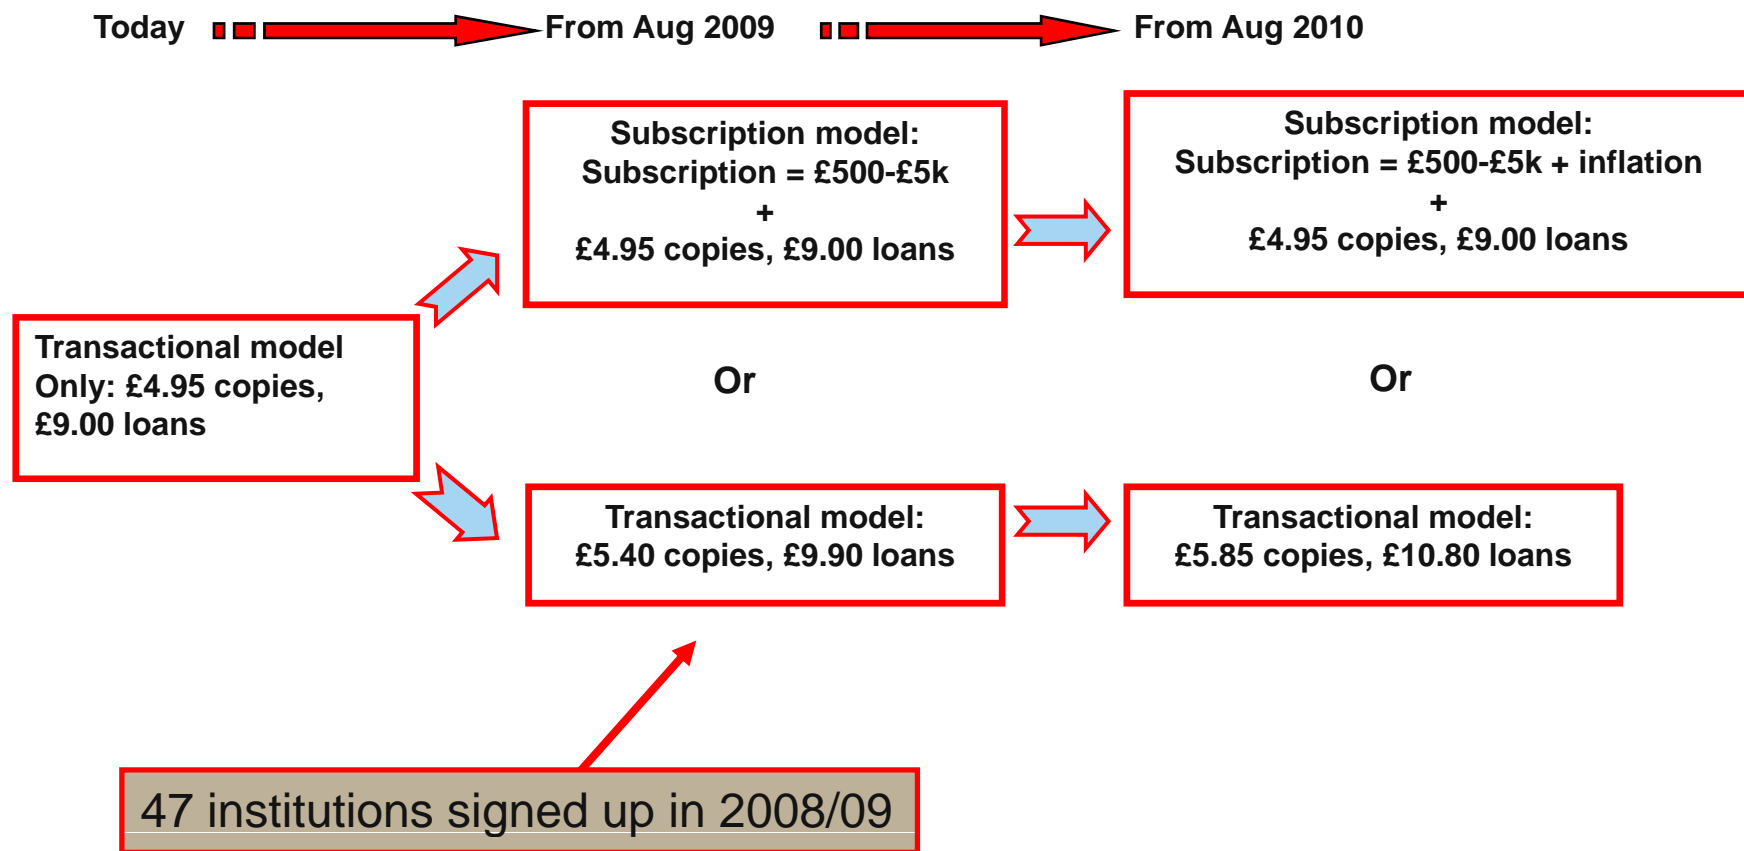 Today
From Aug 2009
From Aug 2010
Subscription model:
Subscription = £500-£5k
+
£4.95 copies, £9.00 loans
Subscription model:
Subscription = £500-£5k + inflation
+
£4.95 copies, £9.00 loans
Transactional model
Only: £4.95 copies,
£9.00 loans
Or
Or
Transactional model:
£5.40 copies, £9.90 loans
Transactional model:
£5.85 copies, £10.80 loans
47 institutions signed up in 2008/09